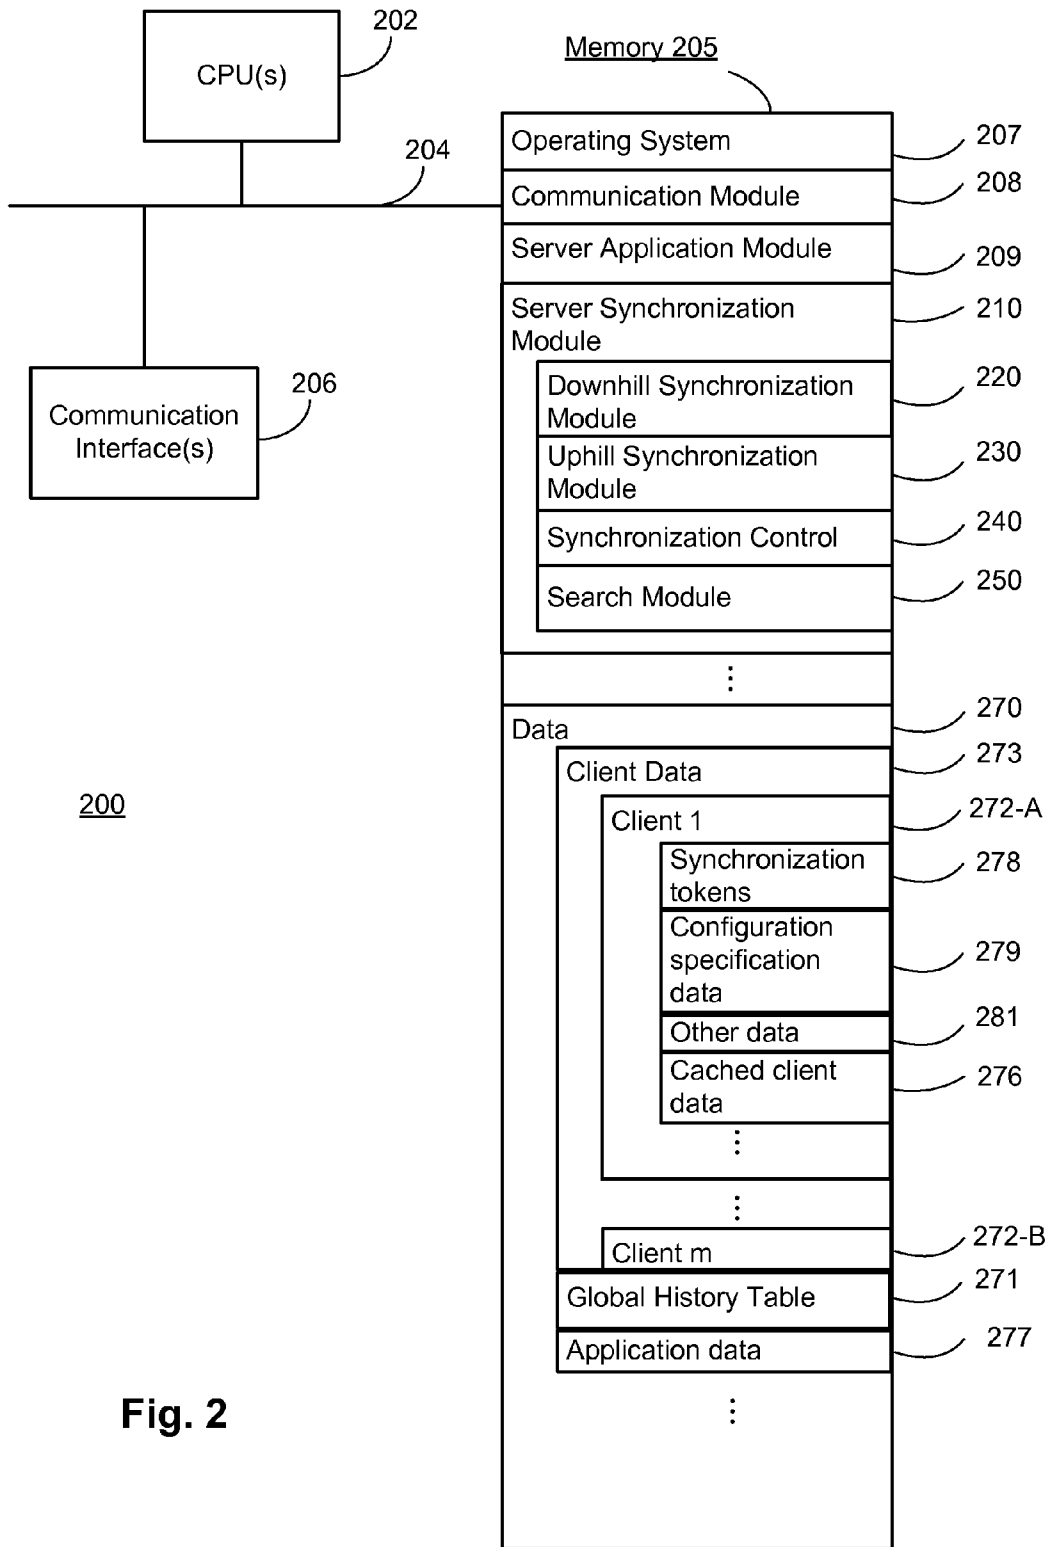 202
CPU(s)
Memory 205
204
Operating System
207
Communication Module
208
Server Application Module
209
Server Synchronization
Module
210
206
Communication
Interface(s)
Downhill Synchronization
Module
220
Uphill Synchronization
Module
230
Synchronization Control
240
Search Module
250
⋮
Data
270
Client Data
273
200
Client 1
272-A
Synchronization
tokens
278
Configuration
specification
data
279
Other data
281
Cached client
data
276
⋮
⋮
Client m
272-B
Global History Table
271
Application data
277
⋮
Fig. 2